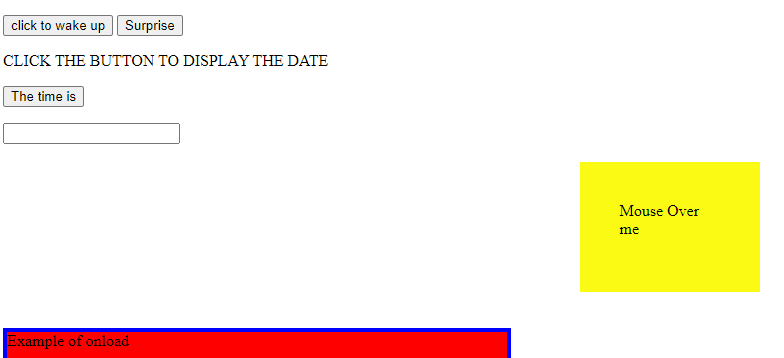 click to wake up Surprise
CLICK THE BUTTON TO DISPLAY THE DATE
The time is
Mouse Over
me
Example of onload